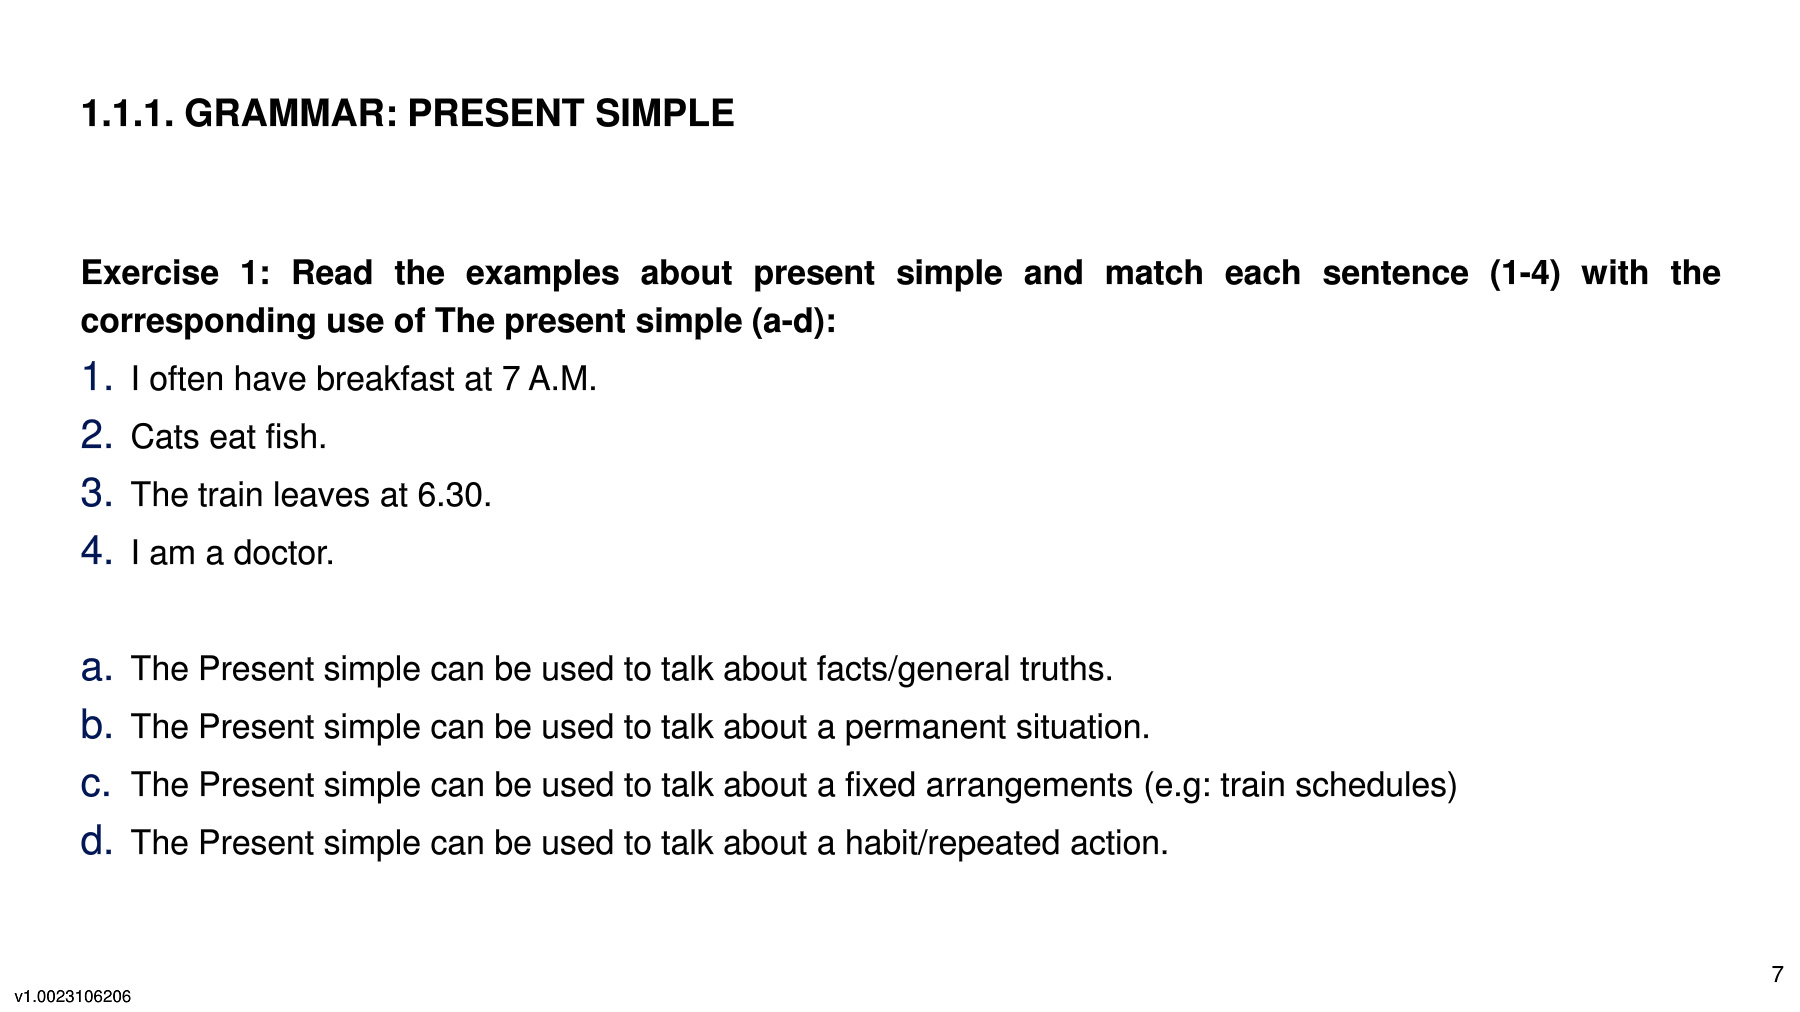 1.1.1. GRAMMAR: PRESENT SIMPLE
Exercise 1: Read the examples about present simple and match each sentence (1-4) with the
corresponding use of The present simple (a-d):
1. I often have breakfast at 7 A.M.
2. Cats eat fish.
3. The train leaves at 6.30.
4. I am a doctor.
a. The Present simple can be used to talk about facts/general truths.
b. The Present simple can be used to talk about a permanent situation.
c. The Present simple can be used to talk about a fixed arrangements (e.g: train schedules)
d. The Present simple can be used to talk about a habit/repeated action.
7
v1.0023106206